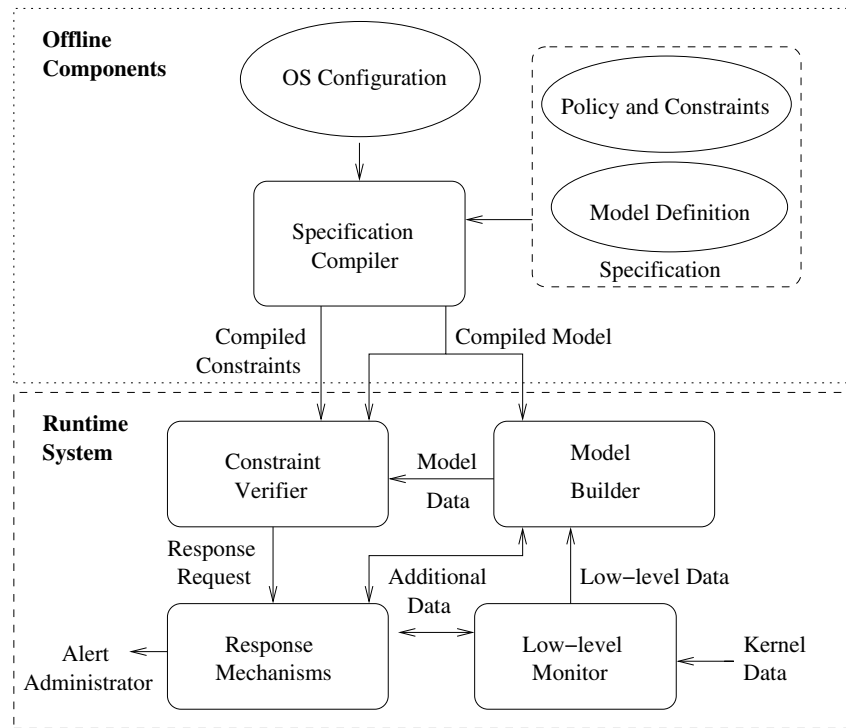 Offline
Components
OS Configuration
Policy and Constraints
Model Definition
Specification
Specification
Compiler
Compiled
Constraints
Compiled Model
Runtime
System
Constraint
Verifier
Model
Data
Model
Builder
Response
Request
Additional
Data
Low−level Data
Alert
Administrator
Response
Mechanisms
Low−level
Monitor
Kernel
Data